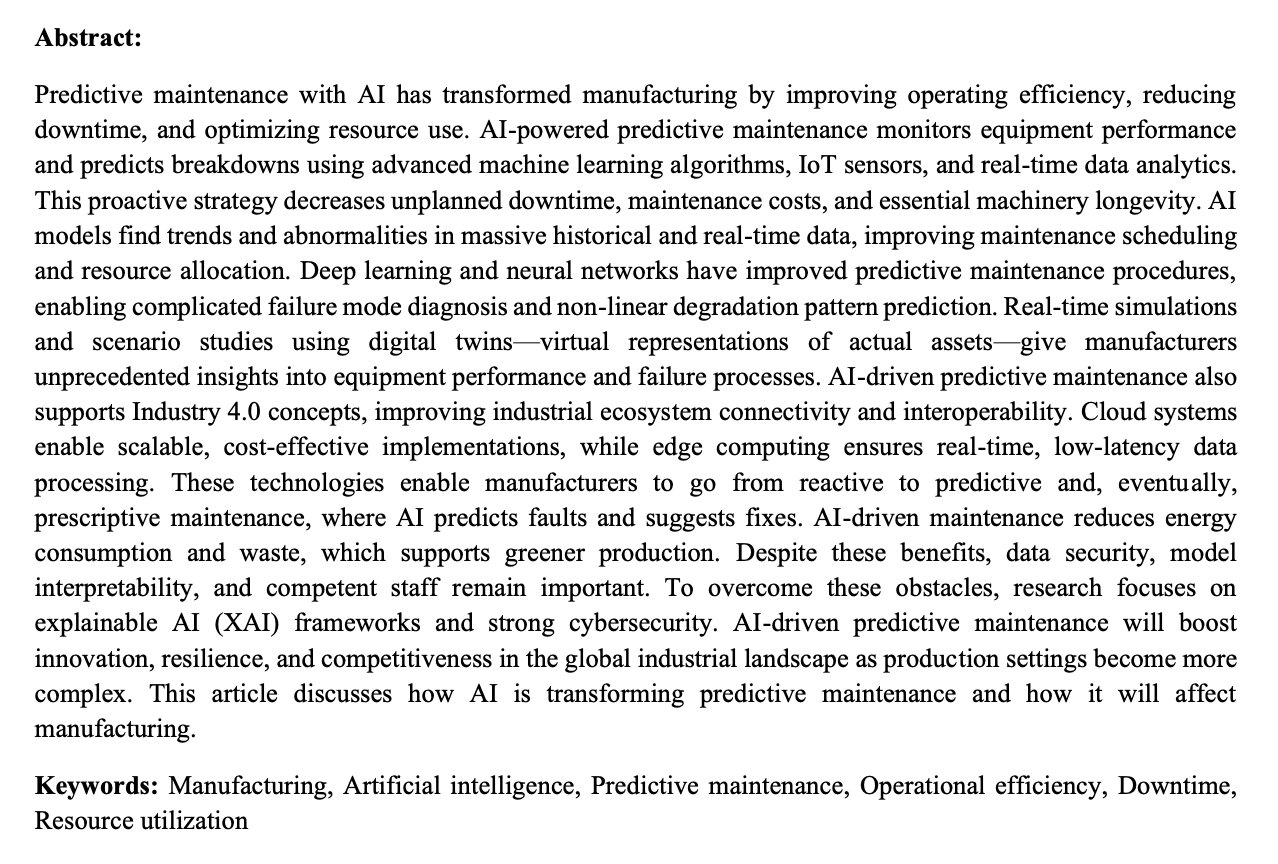 Abstract:
Predictive maintenance with AI has transformed manufacturing by improving operating efficiency, reducing
downtime, and optimizing resource use. AI-powered predictive maintenance monitors equipment performance
and predicts breakdowns using advanced machine learning algorithms, IoT sensors, and real-time data analytics.
This proactive strategy decreases unplanned downtime, maintenance costs, and essential machinery longevity. AI
models find trends and abnormalities in massive historical and real-time data, improving maintenance scheduling
and resource allocation. Deep learning and neural networks have improved predictive maintenance procedures,
enabling complicated failure mode diagnosis and non-linear degradation pattern prediction. Real-time simulations
and scenario studies using digital twins—virtual representations of actual assets—give manufacturers
unprecedented insights into equipment performance and failure processes. AI-driven predictive maintenance also
supports Industry 4.0 concepts, improving industrial ecosystem connectivity and interoperability. Cloud systems
enable scalable, cost-effective implementations, while edge computing ensures real-time, low-latency data
processing. These technologies enable manufacturers to go from reactive to predictive and, eventually,
prescriptive maintenance, where AI predicts faults and suggests fixes. AI-driven maintenance reduces energy
consumption and waste, which supports greener production. Despite these benefits, data security, model
interpretability, and competent staff remain important. To overcome these obstacles, research focuses on
explainable AI (XAI) frameworks and strong cybersecurity. AI-driven predictive maintenance will boost
innovation, resilience, and competitiveness in the global industrial landscape as production settings become more
complex. This article discusses how AI is transforming predictive maintenance and how it will affect
manufacturing.
Keywords: Manufacturing, Artificial intelligence, Predictive maintenance, Operational efficiency, Downtime,
Resource utilization